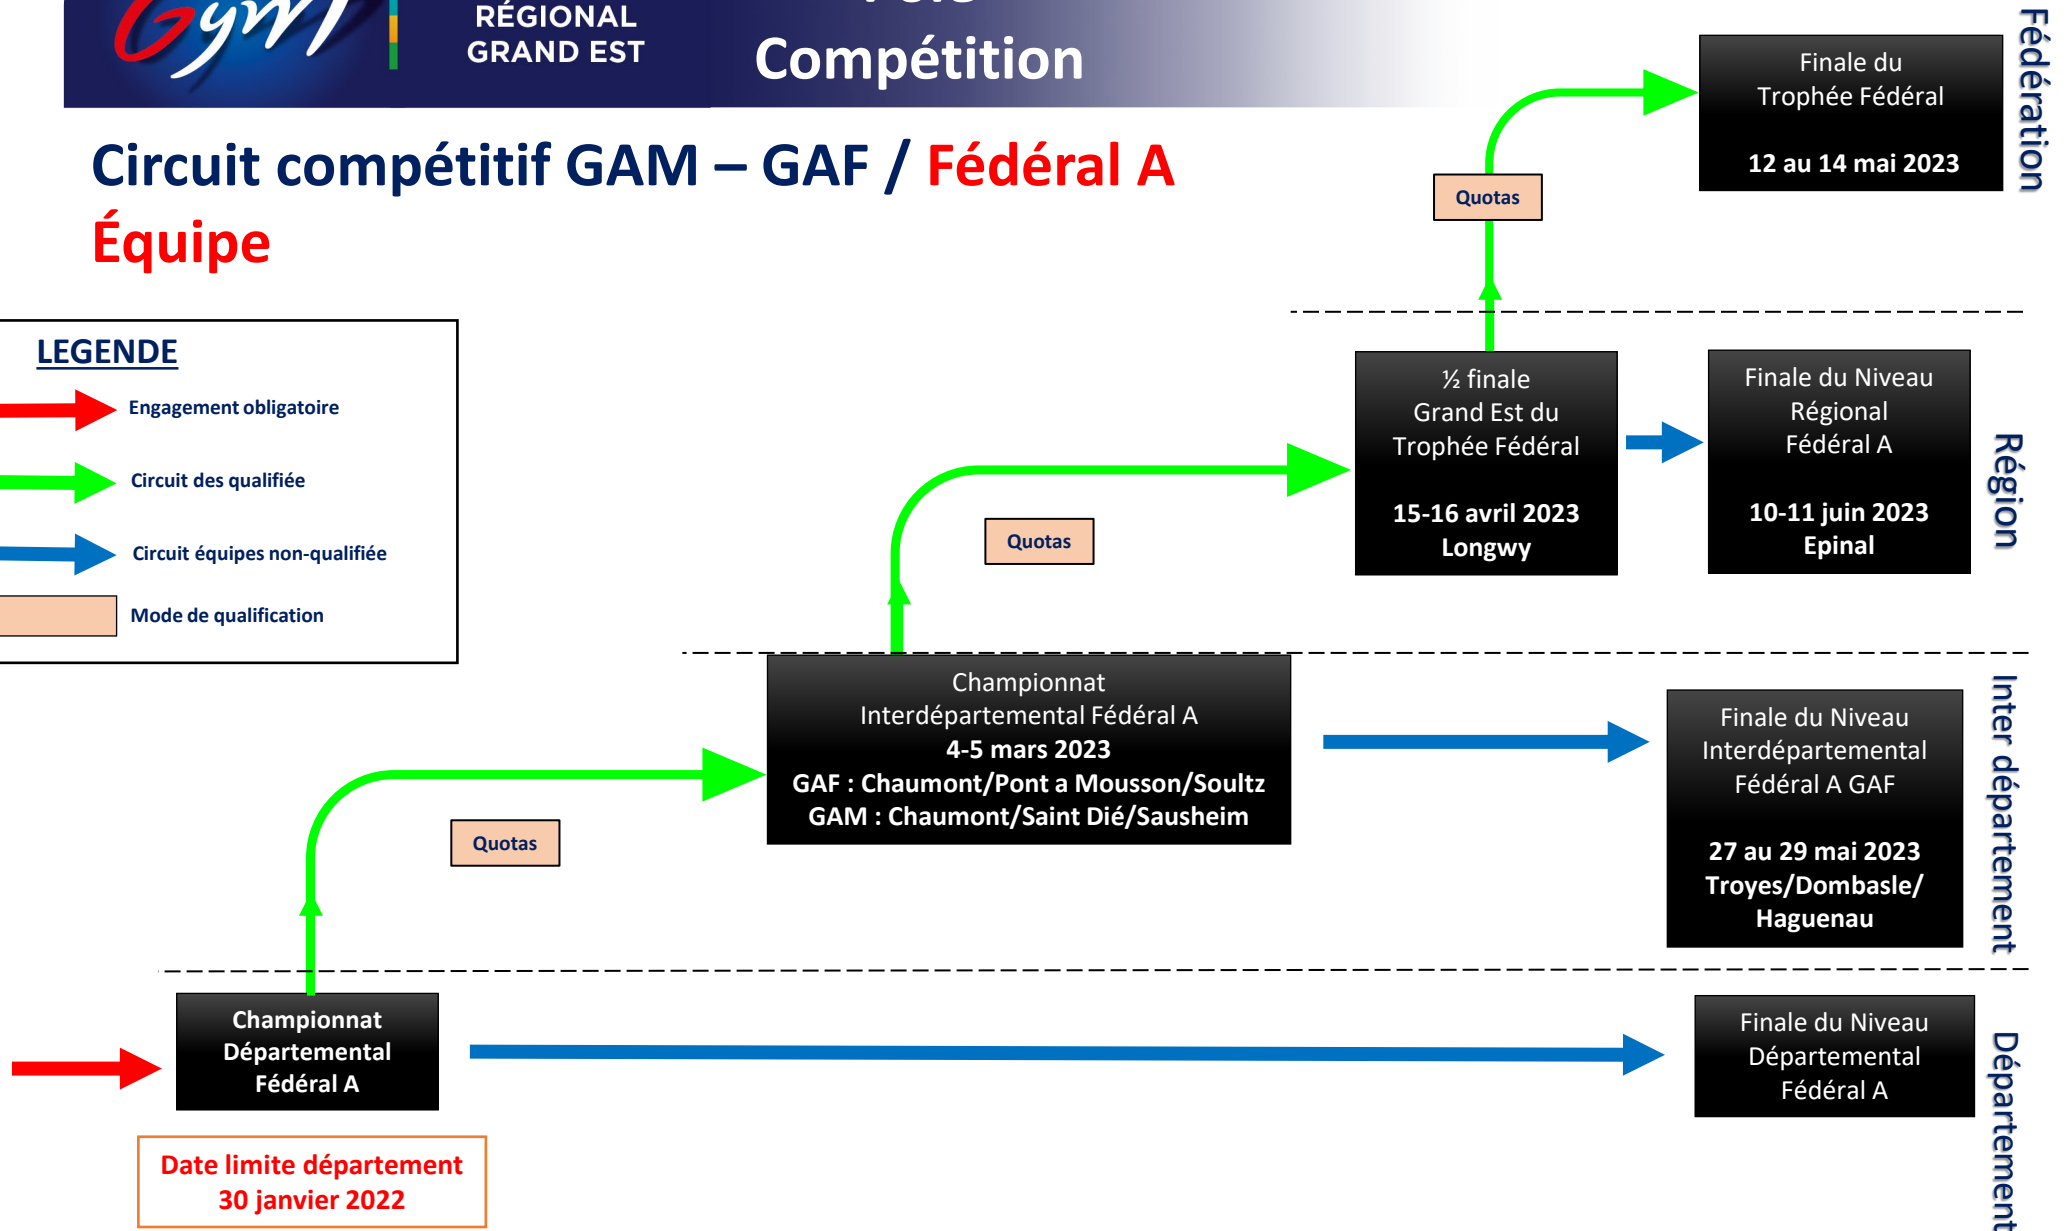 Gym
RÉGIONAL
GRAND EST
Compétition
Circuit compétitif GAM – GAF / Fédéral A
Équipe
LEGENDE
Engagement obligatoire
Circuit des qualifiée
Circuit équipes non-qualifiée
Mode de qualification
Finale du
Trophée Fédéral
12 au 14 mai 2023
Fédération
Quotas
½ finale
Grand Est du
Trophée Fédéral
15-16 avril 2023
Longwy
Finale du Niveau
Régional
Fédéral A
10-11 juin 2023
Epinal
Région
Quotas
Championnat
Interdépartemental Fédéral A
4-5 mars 2023
GAF : Chaumont/Pont a Mousson/Soultz
GAM : Chaumont/Saint Dié/Sausheim
Finale du Niveau
Interdépartemental
Fédéral A GAF
27 au 29 mai 2023
Troyes/Dombasle/
Haguenau
Inter département
Quotas
Championnat
Départemental
Fédéral A
Finale du Niveau
Départemental
Fédéral A
Département
Date limite département
30 janvier 2022